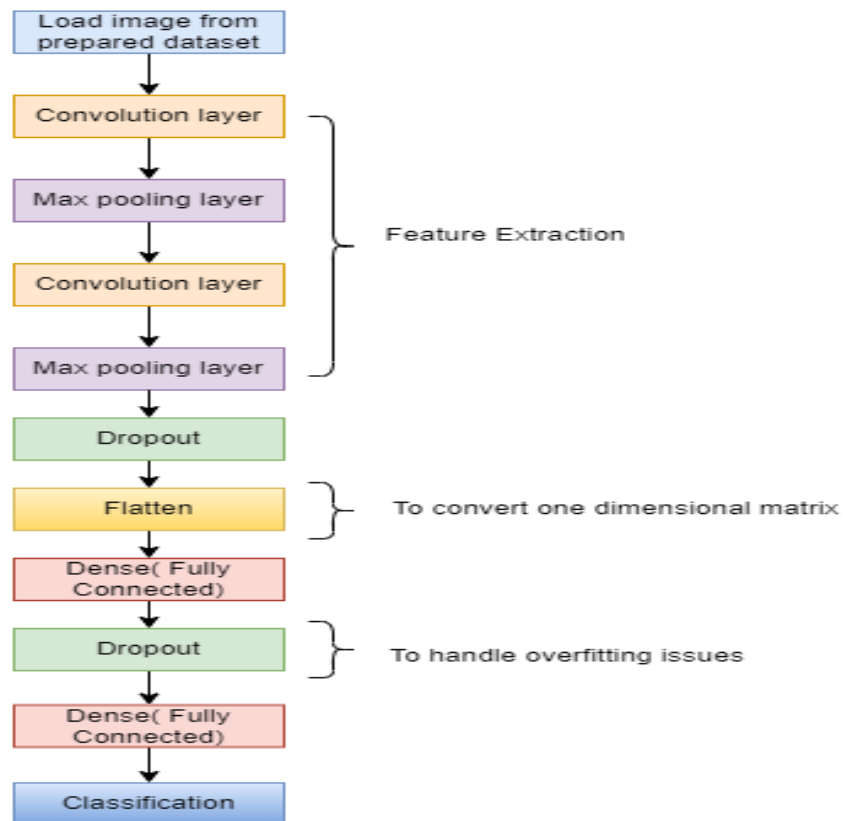 Load image from
prepared dataset
Convolution layer
Max pooling layer
Feature Extraction
Convolution layer
Max pooling layer
Dropout
Flatten
To convert one dimensional matrix
Dense( Fully
Connected)
Dropout
To handle overfitting issues
Dense( Fully
Connected)
Classification